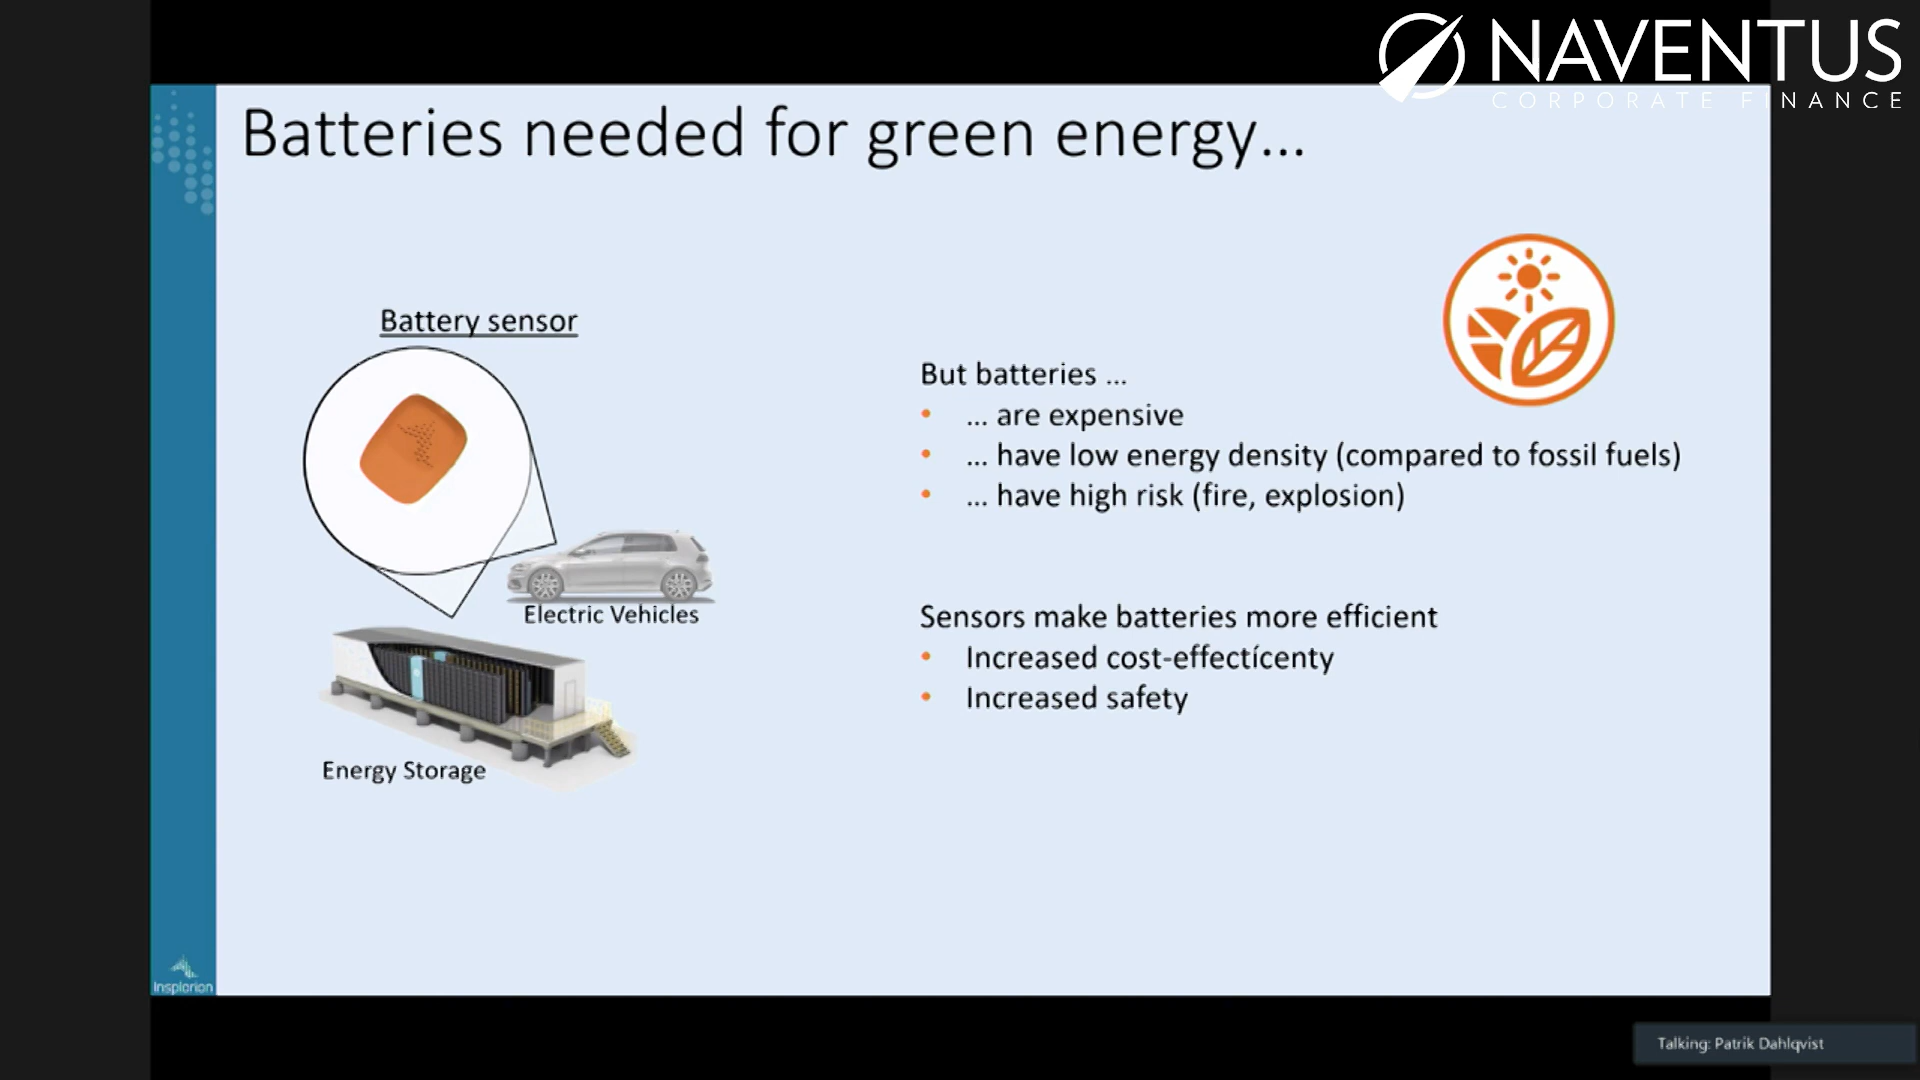 NAVENTUS
CORPORATE FINANCE
Batteries needed for green energy...
Battery sensor
But batteries ...
• ... are expensive
• ... have low energy density (compared to fossil fuels)
• ... have high risk (fire, explosion)
Electric Vehicles
Sensors make batteries more efficient
• Increased cost-effectícenty
• Increased safety
Energy Storage
Insplorion
Talking: Patrik Dahlqvist